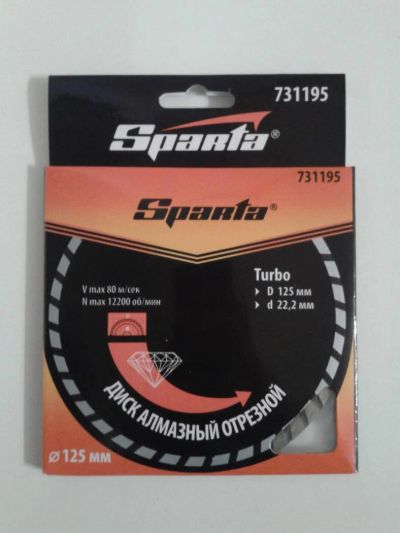 731195
Sparta®
731195
Sparta®
V max 80 м/сек
N max 12200 об/мин
Turbo
D 125 мм
d 22,2 мм
ДИСК АЛМАЗНЫЙ ОТРЕЗНОЙ
⌀ 125 мм